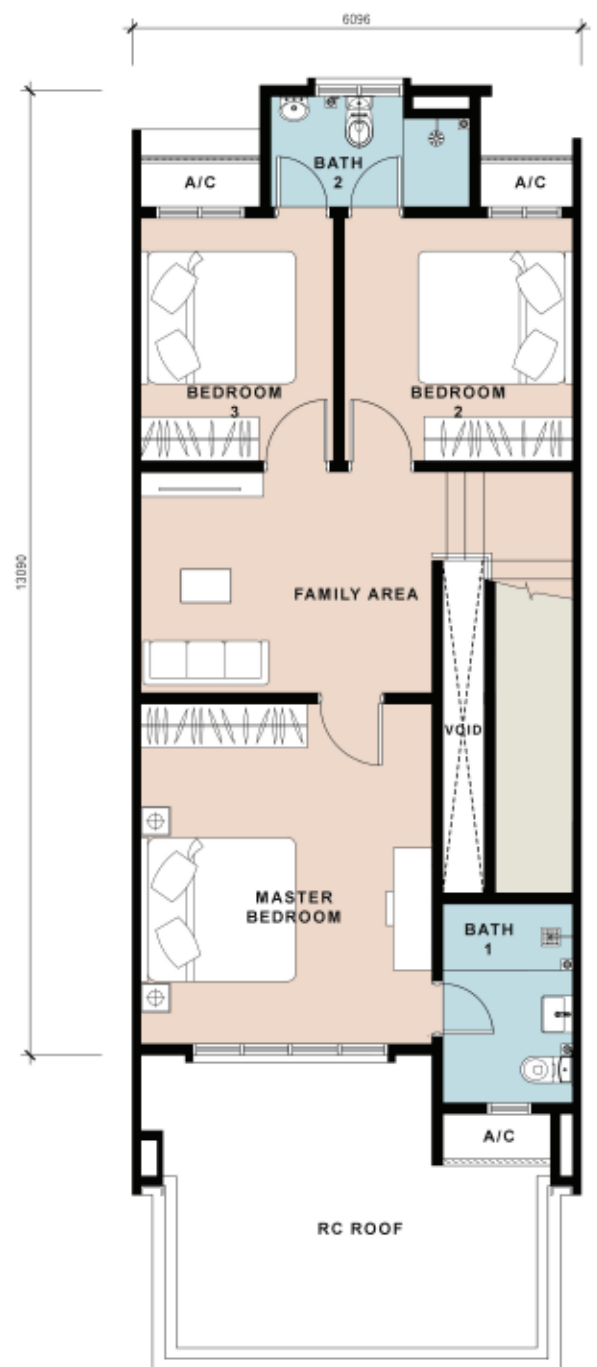 6096
BATH
2
A/C
A/C
BEDROOM
3
BEDROOM
2
13090
FAMILY AREA
VOID
MASTER
BEDROOM
BATH
1
A/C
RC ROOF